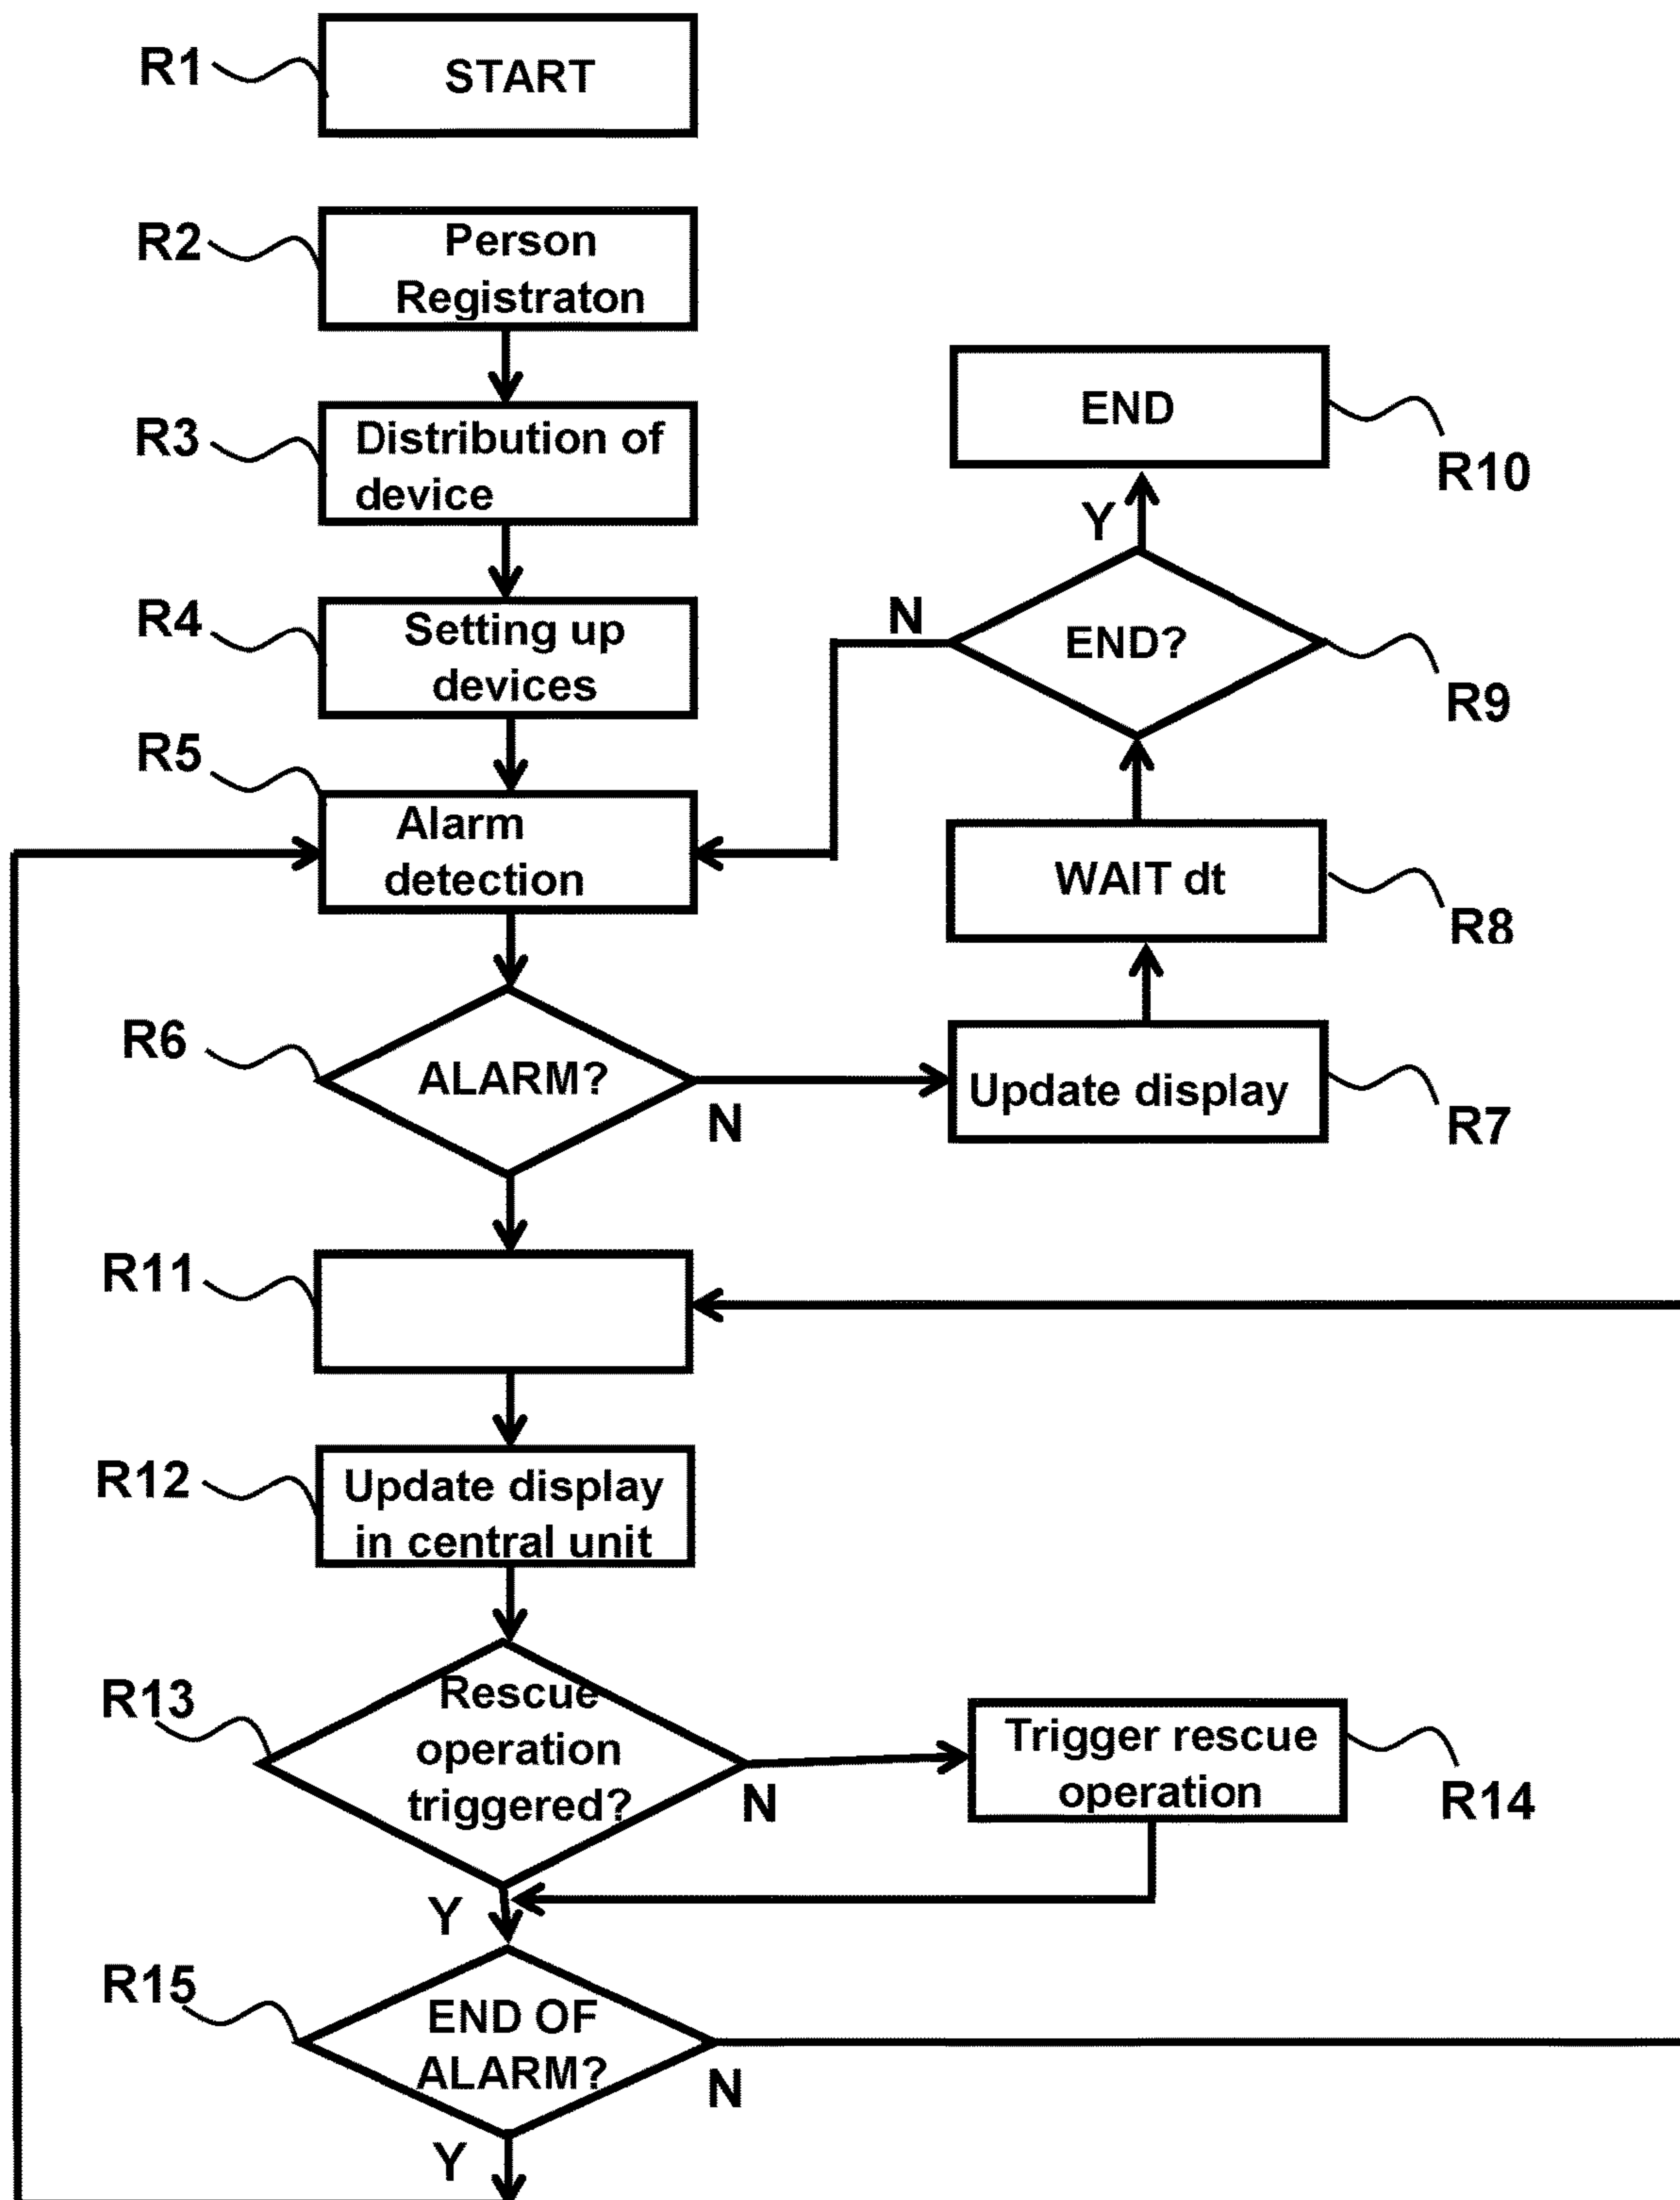 R1
START
R2
Person
Registraton
R3
Distribution of
device
R4
Setting up
devices
R5
Alarm
detection
R6
ALARM?
N
Update display
R7
WAIT dt
R8
END?
R9
N
Y
END
R10
R11
R12
Update display
in central unit
R13
Rescue
operation
triggered?
N
Trigger rescue
operation
R14
Y
R15
END OF
ALARM?
N
Y